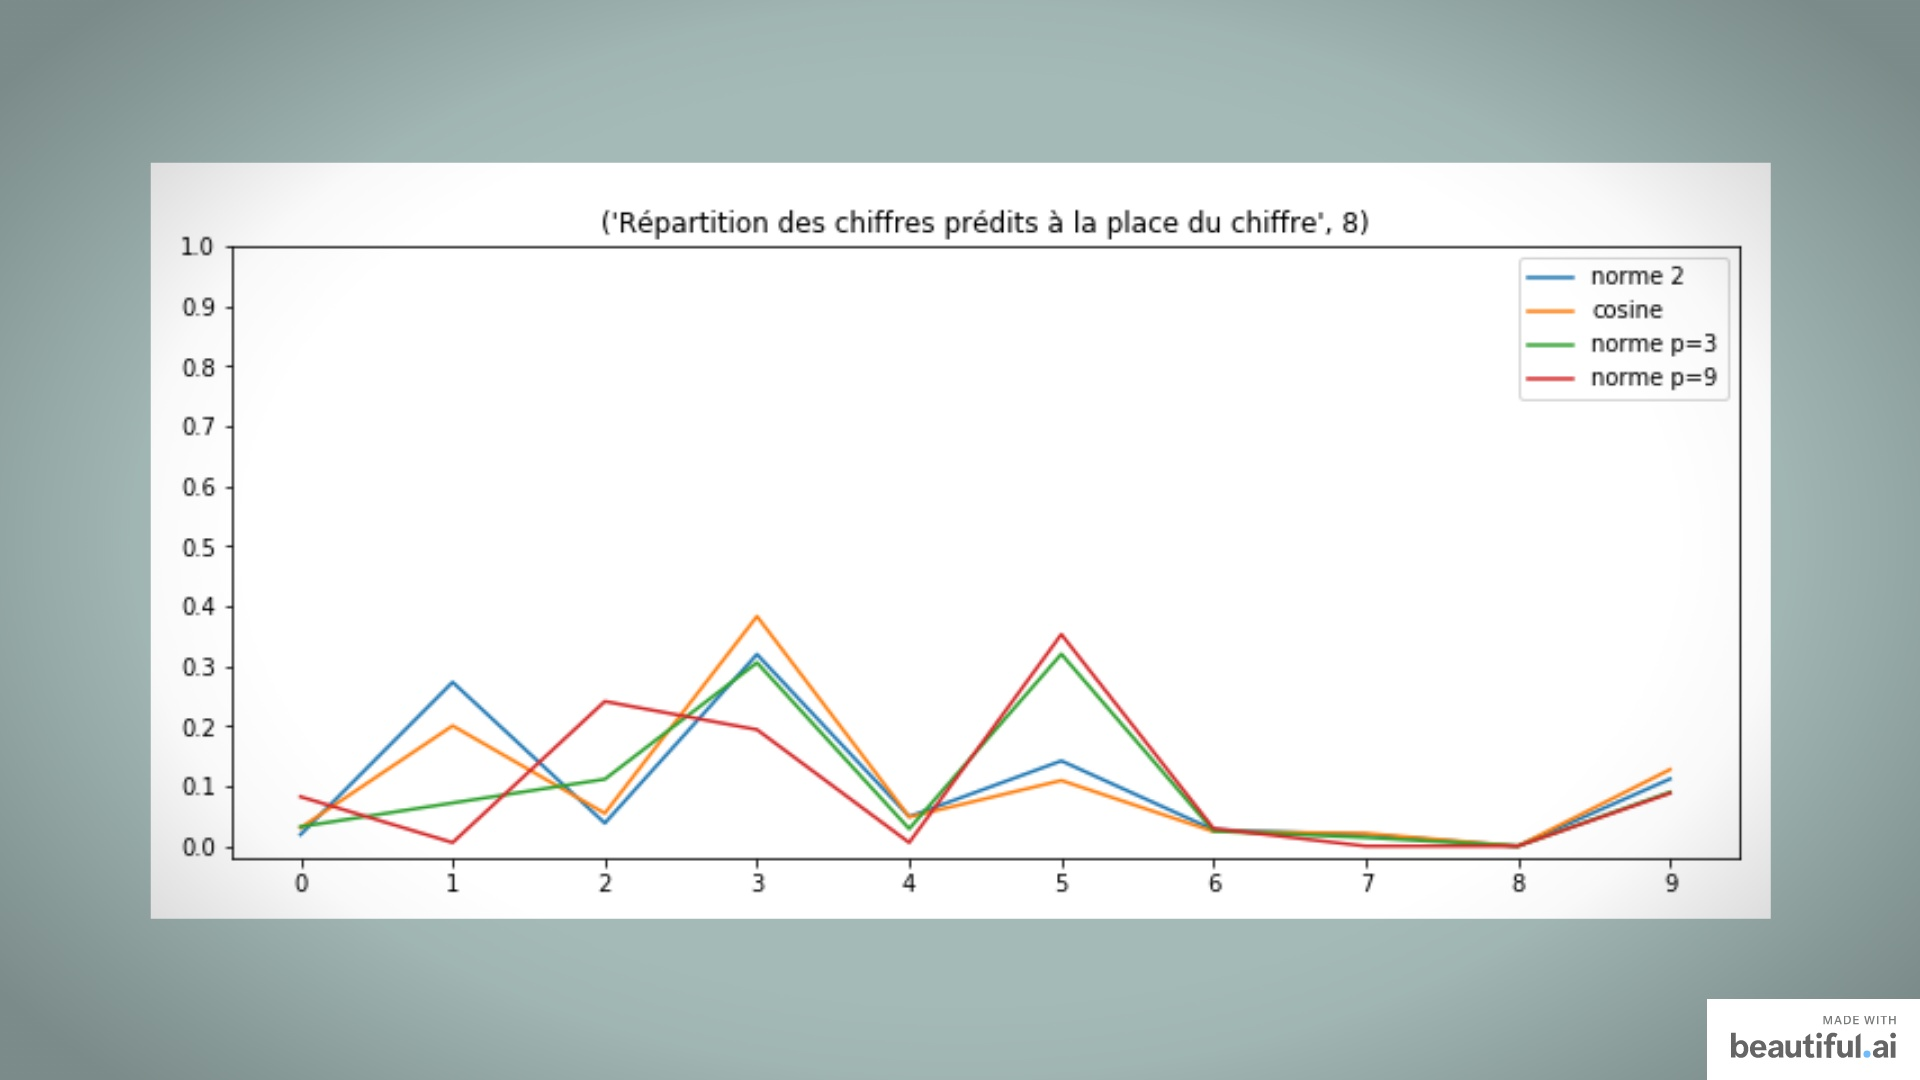 ('Répartition des chiffres prédits à la place du chiffre', 8)
1.0
0.9
0.8
0.7
0.6
0.5
0.4
0.3
0.2
0.1
0.0
norme 2
cosine
norme p=3
norme p=9
0 1 2 3 4 5 6 7 8 9
MADE WITH
beautiful.ai